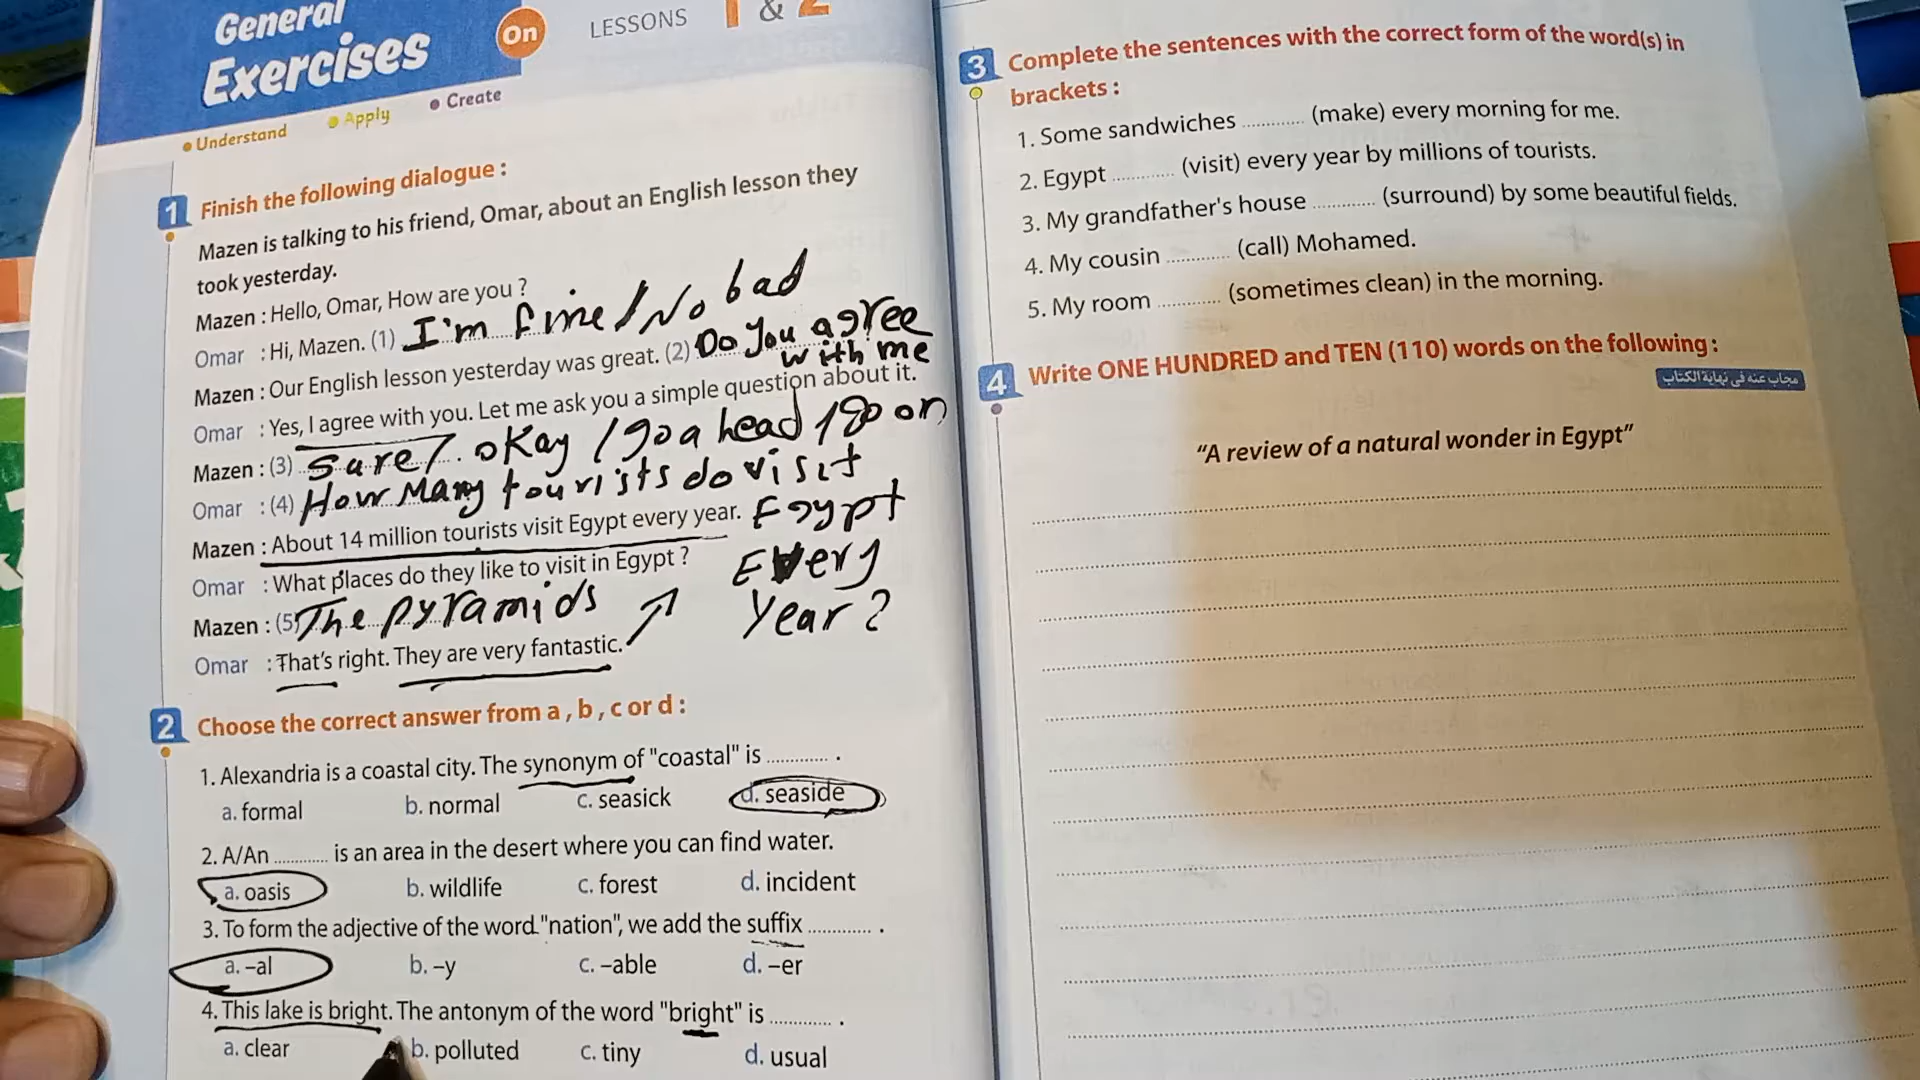 General
Exercises
On
LESSONS 1 & 2
Understand
Apply
Create
1 Finish the following dialogue :
Mazen is talking to his friend, Omar, about an English lesson they
took yesterday.
Mazen : Hello, Omar, How are you ?
Omar : Hi, Mazen. (1) I'm fine / No bad
Mazen : Our English lesson yesterday was great. (2) Do you agree
with me
Omar : Yes, I agree with you. Let me ask you a simple question about it.
Mazen : (3) Sure /. okay / go a head / go on
Omar : (4) How Many tourists do visit
Egypt
Every
year ?
Mazen : About 14 million tourists visit Egypt every year.
Omar : What places do they like to visit in Egypt ?
Mazen : (5) The pyramids
Omar : That's right. They are very fantastic.
2 Choose the correct answer from a , b , c or d :
1. Alexandria is a coastal city. The synonym of "coastal" is ............ .
a. formal b. normal c. seasick d. seaside
2. A/An ............ is an area in the desert where you can find water.
a. oasis b. wildlife c. forest d. incident
3. To form the adjective of the word "nation", we add the suffix ............ .
a. –al b. –y c. –able d. –er
4. This lake is bright. The antonym of the word "bright" is ............ .
a. clear b. polluted c. tiny d. usual
3 Complete the sentences with the correct form of the word(s) in
brackets :
1. Some sandwiches ............ (make) every morning for me.
2. Egypt ............ (visit) every year by millions of tourists.
3. My grandfather's house ............ (surround) by some beautiful fields.
4. My cousin ............ (call) Mohamed.
5. My room ............ (sometimes clean) in the morning.
4 Write ONE HUNDRED and TEN (110) words on the following :
مجاب عنه فى نهاية الكتاب
"A review of a natural wonder in Egypt"